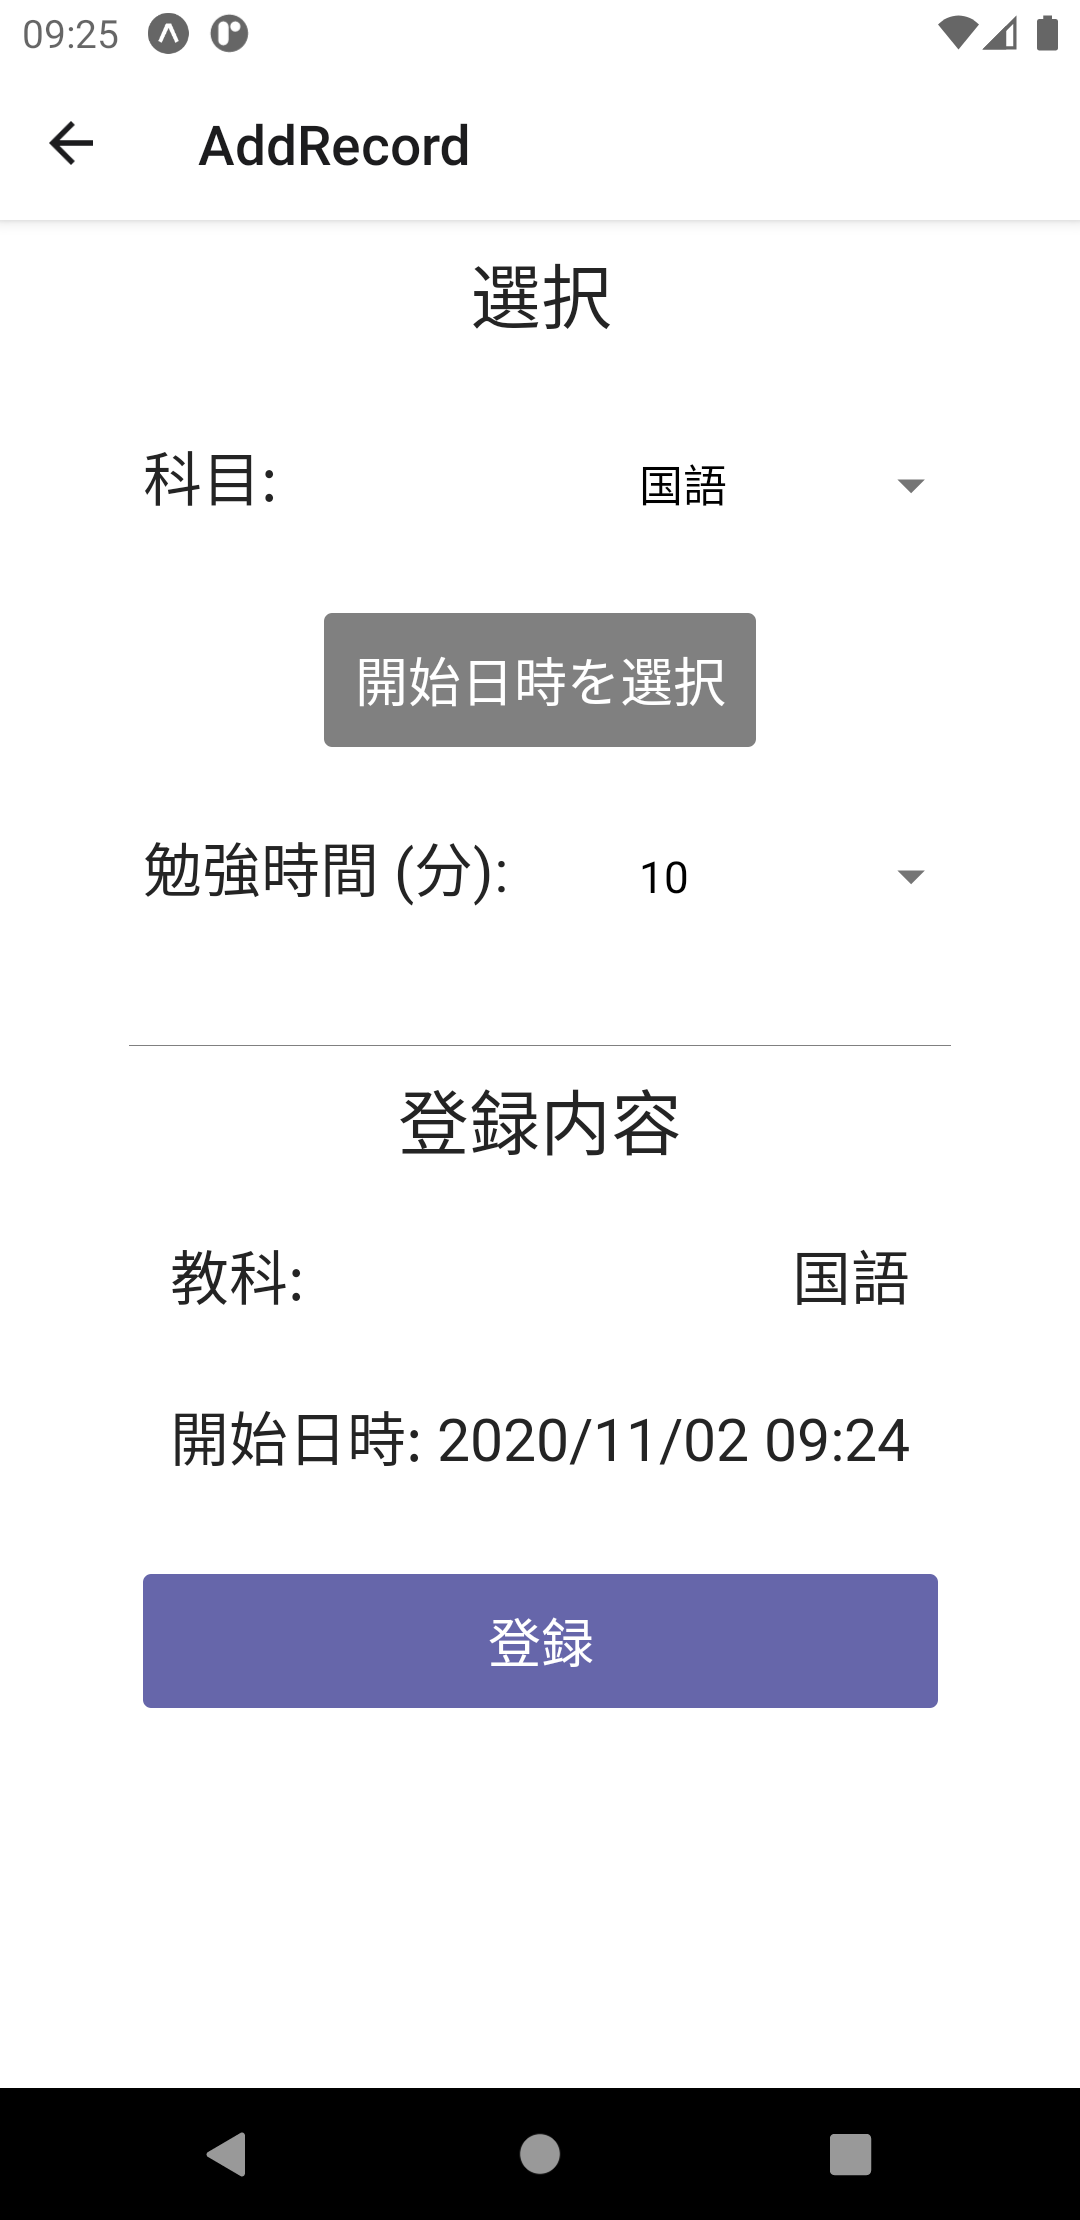 09:25
AddRecord
選択
科目: 国語
開始日時を選択
勉強時間 (分): 10
登録内容
教科: 国語
開始日時: 2020/11/02 09:24
登録